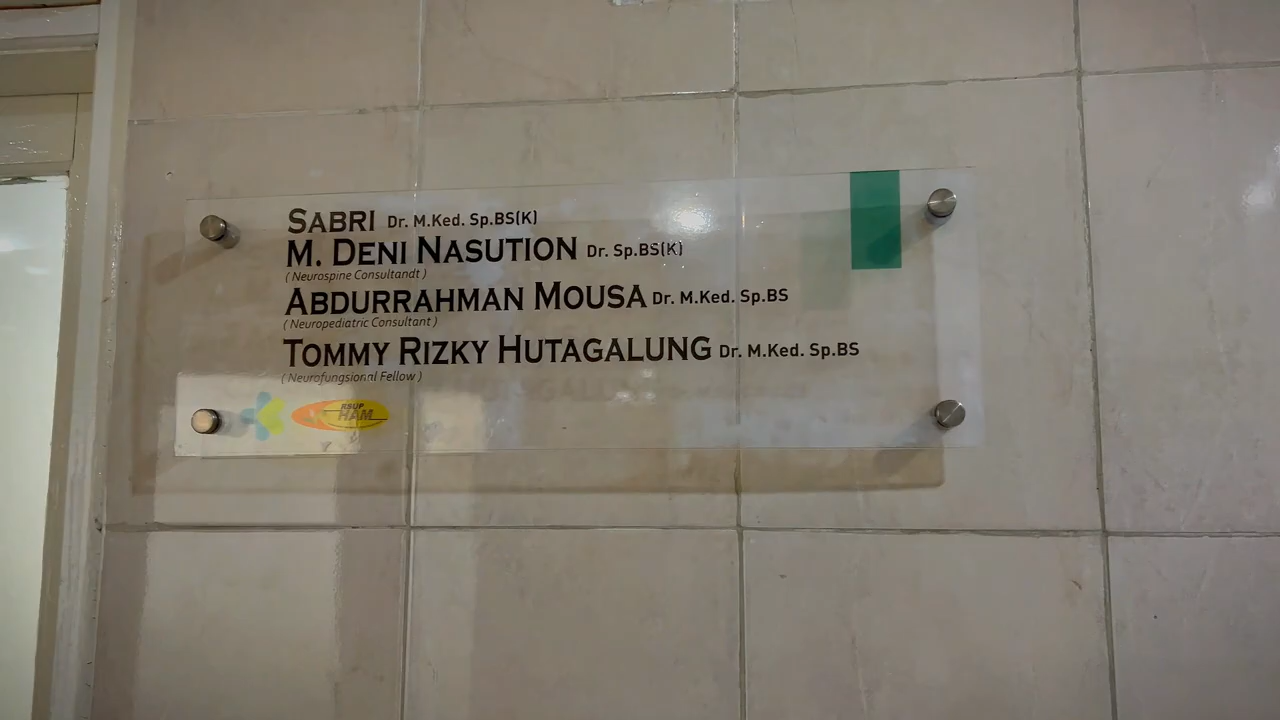 SABRI Dr. M.Ked. Sp.BS(K)
M. DENI NASUTION Dr. Sp.BS(K)
( Neurospine Consultandt )
ABDURRAHMAN MOUSA Dr. M.Ked. Sp.BS
( Neuropediatric Consultant )
TOMMY RIZKY HUTAGALUNG Dr. M.Ked. Sp.BS
( Neurofungsional Fellow )
RSUP
HAM